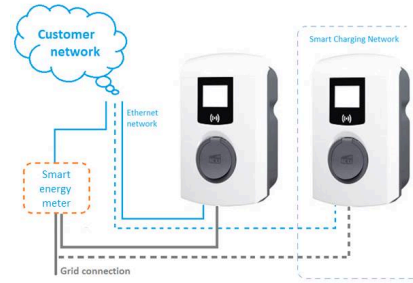 Customer
network
Smart Charging Network
Ethernet
network
Smart
energy
meter
Grid connection